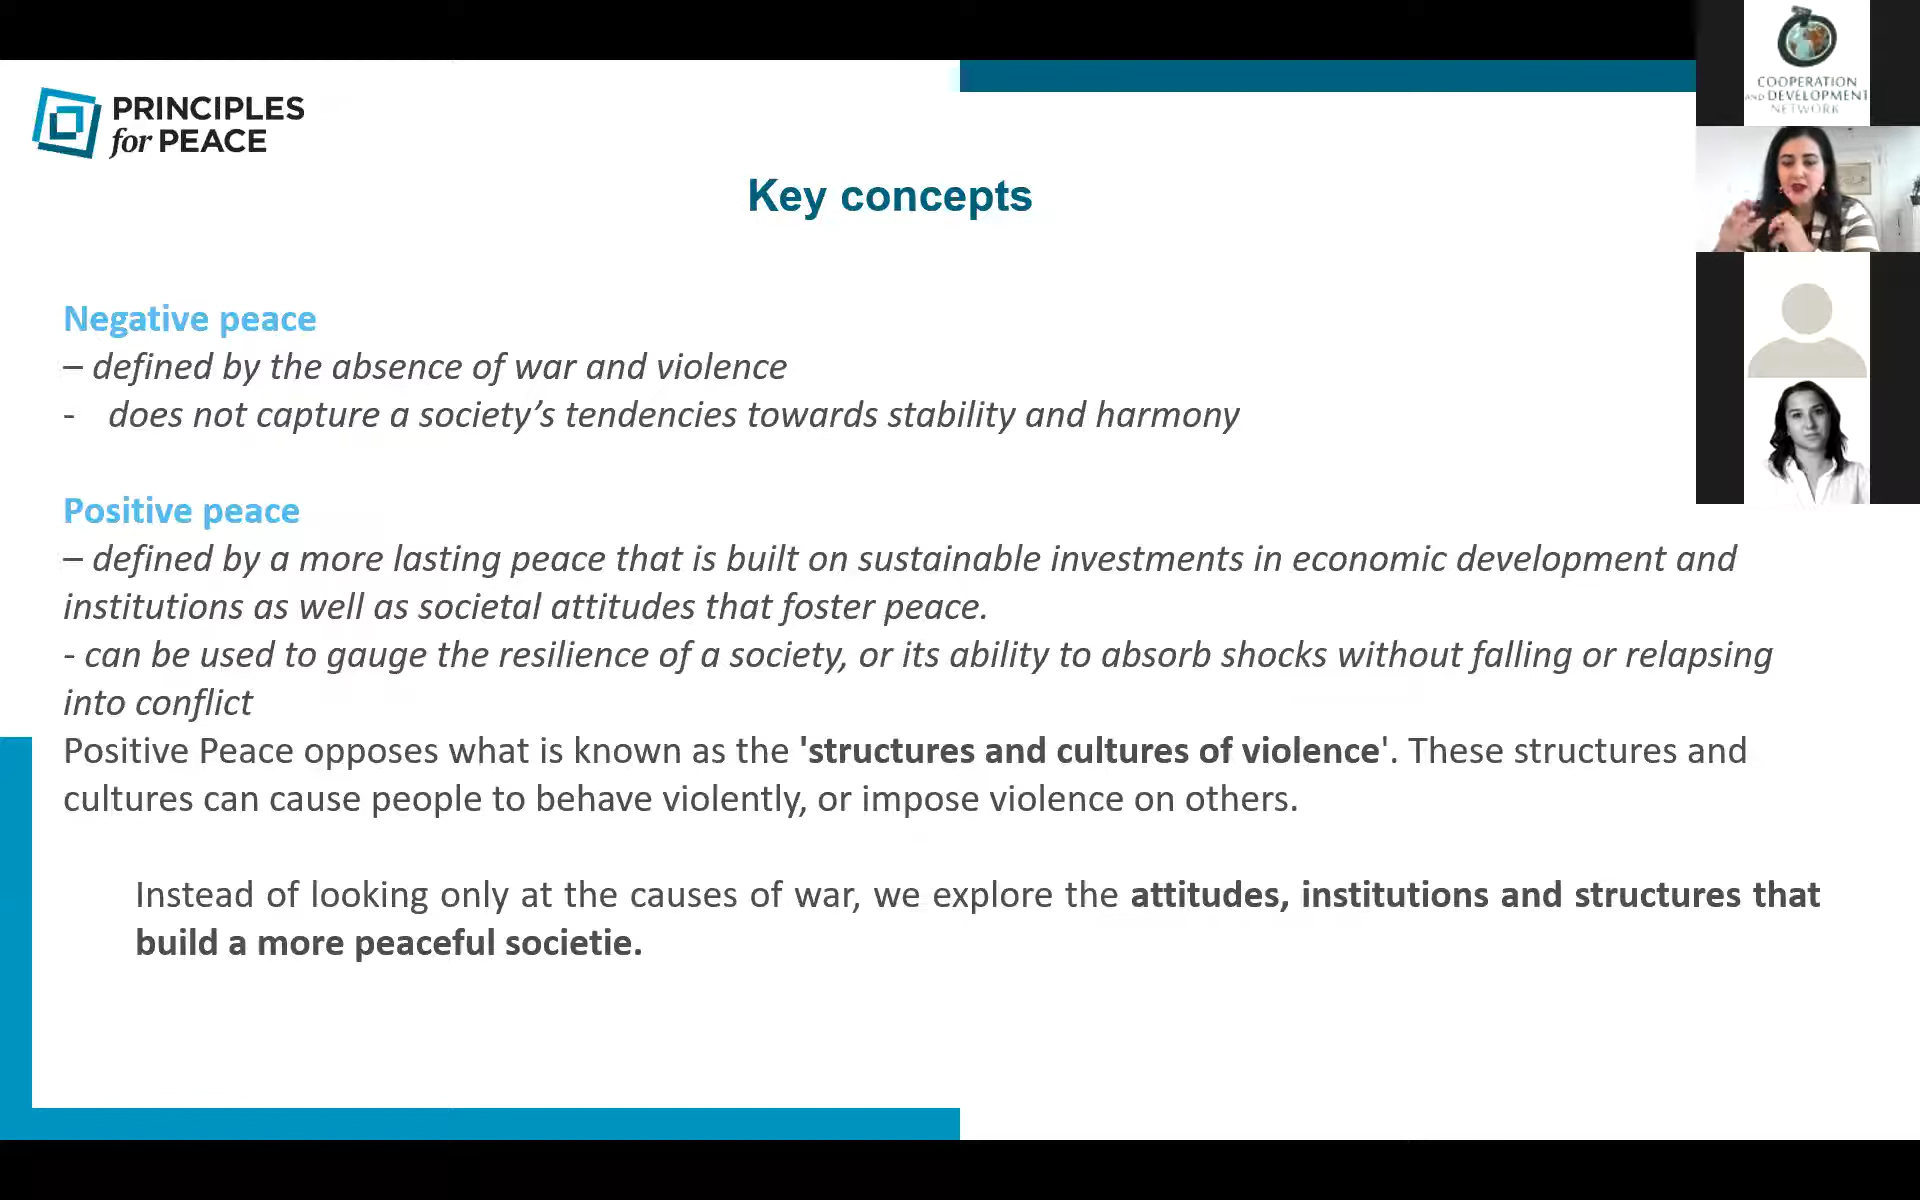 PRINCIPLES
for PEACE
COOPERATION
AND DEVELOPMENT
NETWORK
Key concepts
Negative peace
– defined by the absence of war and violence
- does not capture a society’s tendencies towards stability and harmony
Positive peace
– defined by a more lasting peace that is built on sustainable investments in economic development and
institutions as well as societal attitudes that foster peace.
- can be used to gauge the resilience of a society, or its ability to absorb shocks without falling or relapsing
into conflict
Positive Peace opposes what is known as the 'structures and cultures of violence'. These structures and
cultures can cause people to behave violently, or impose violence on others.
Instead of looking only at the causes of war, we explore the attitudes, institutions and structures that
build a more peaceful societie.